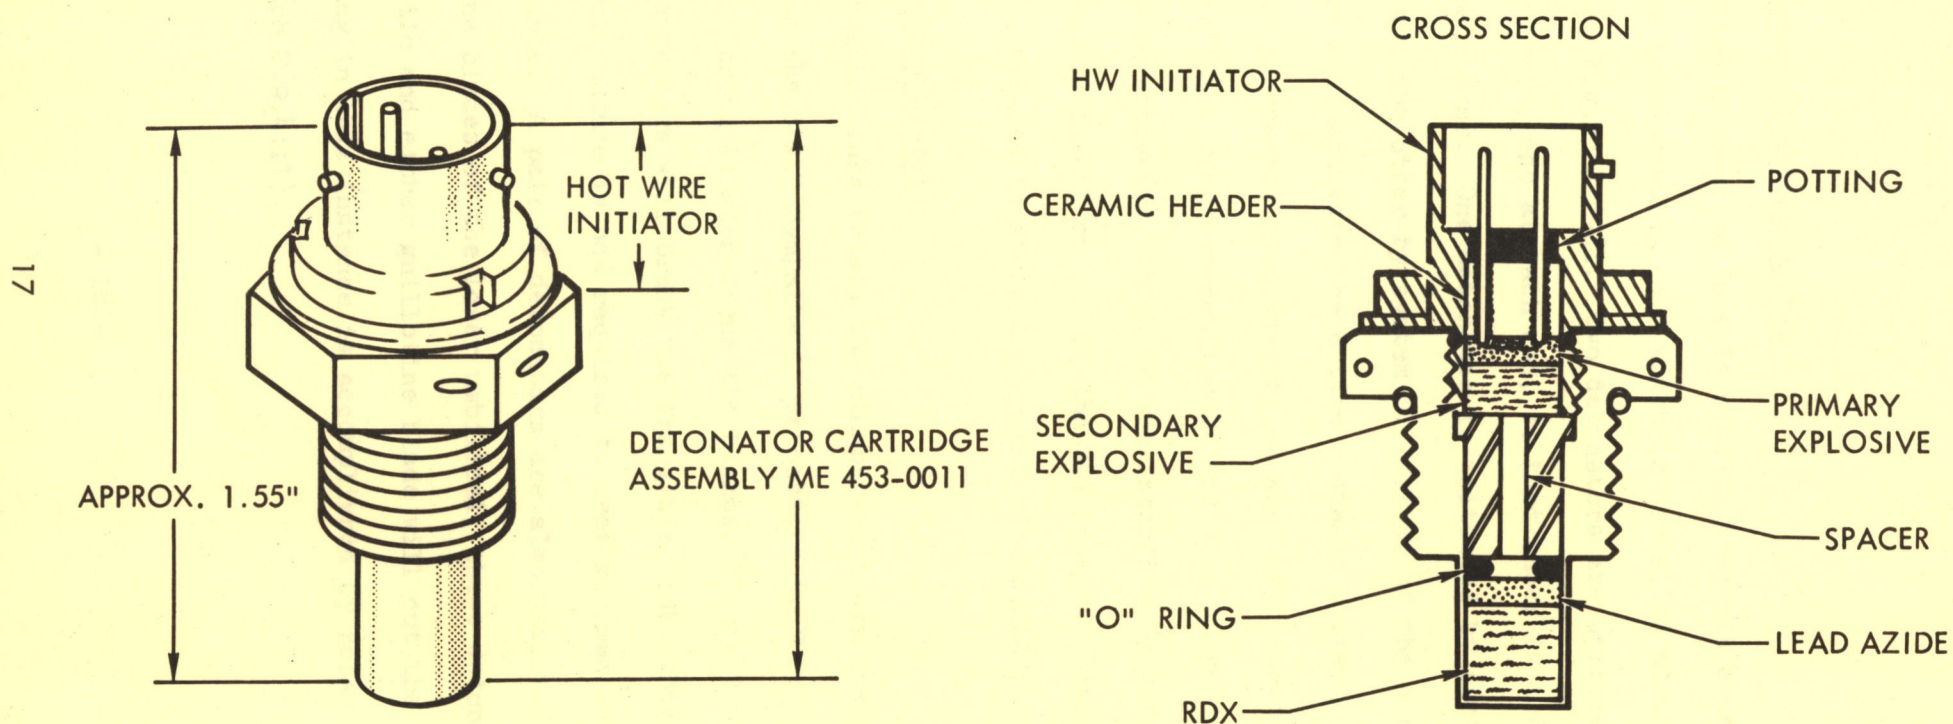 CROSS SECTION
HOT WIRE
INITIATOR
APPROX. 1.55"
DETONATOR CARTRIDGE
ASSEMBLY ME 453-0011
HW INITIATOR
CERAMIC HEADER
POTTING
SECONDARY
EXPLOSIVE
PRIMARY
EXPLOSIVE
SPACER
"O" RING
LEAD AZIDE
RDX
17